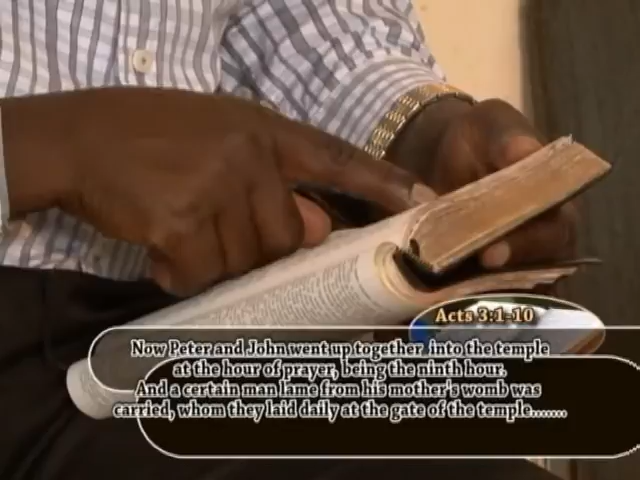 Acts 3:1-10
Now Peter and John went up together into the temple
at the hour of prayer, being the ninth hour.
And a certain man lame from his mother's womb was
carried, whom they laid daily at the gate of the temple.......